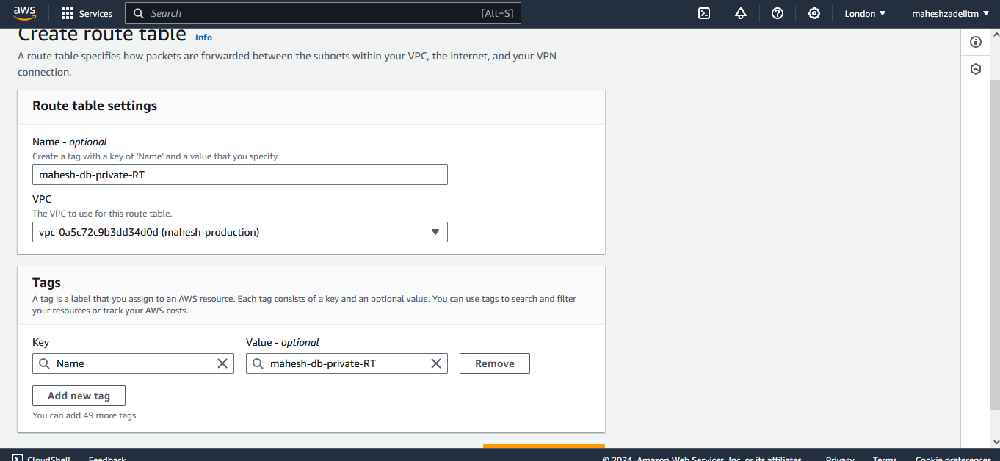 aws
Services
Search
[Alt+S]
London
maheshzadeiitm
Create route table
Info
A route table specifies how packets are forwarded between the subnets within your VPC, the internet, and your VPN
connection.
Route table settings
Name - optional
Create a tag with a key of 'Name' and a value that you specify.
mahesh-db-private-RT
VPC
The VPC to use for this route table.
vpc-0a5c72c9b3dd34d0d (mahesh-production)
Tags
A tag is a label that you assign to an AWS resource. Each tag consists of a key and an optional value. You can use tags to search and filter
your resources or track your AWS costs.
Key
Value - optional
Name
mahesh-db-private-RT
Remove
Add new tag
You can add 49 more tags.
CloudShell
Feedback
© 2024, Amazon Web Services, Inc. or its affiliates.
Privacy
Terms
Cookie preferences